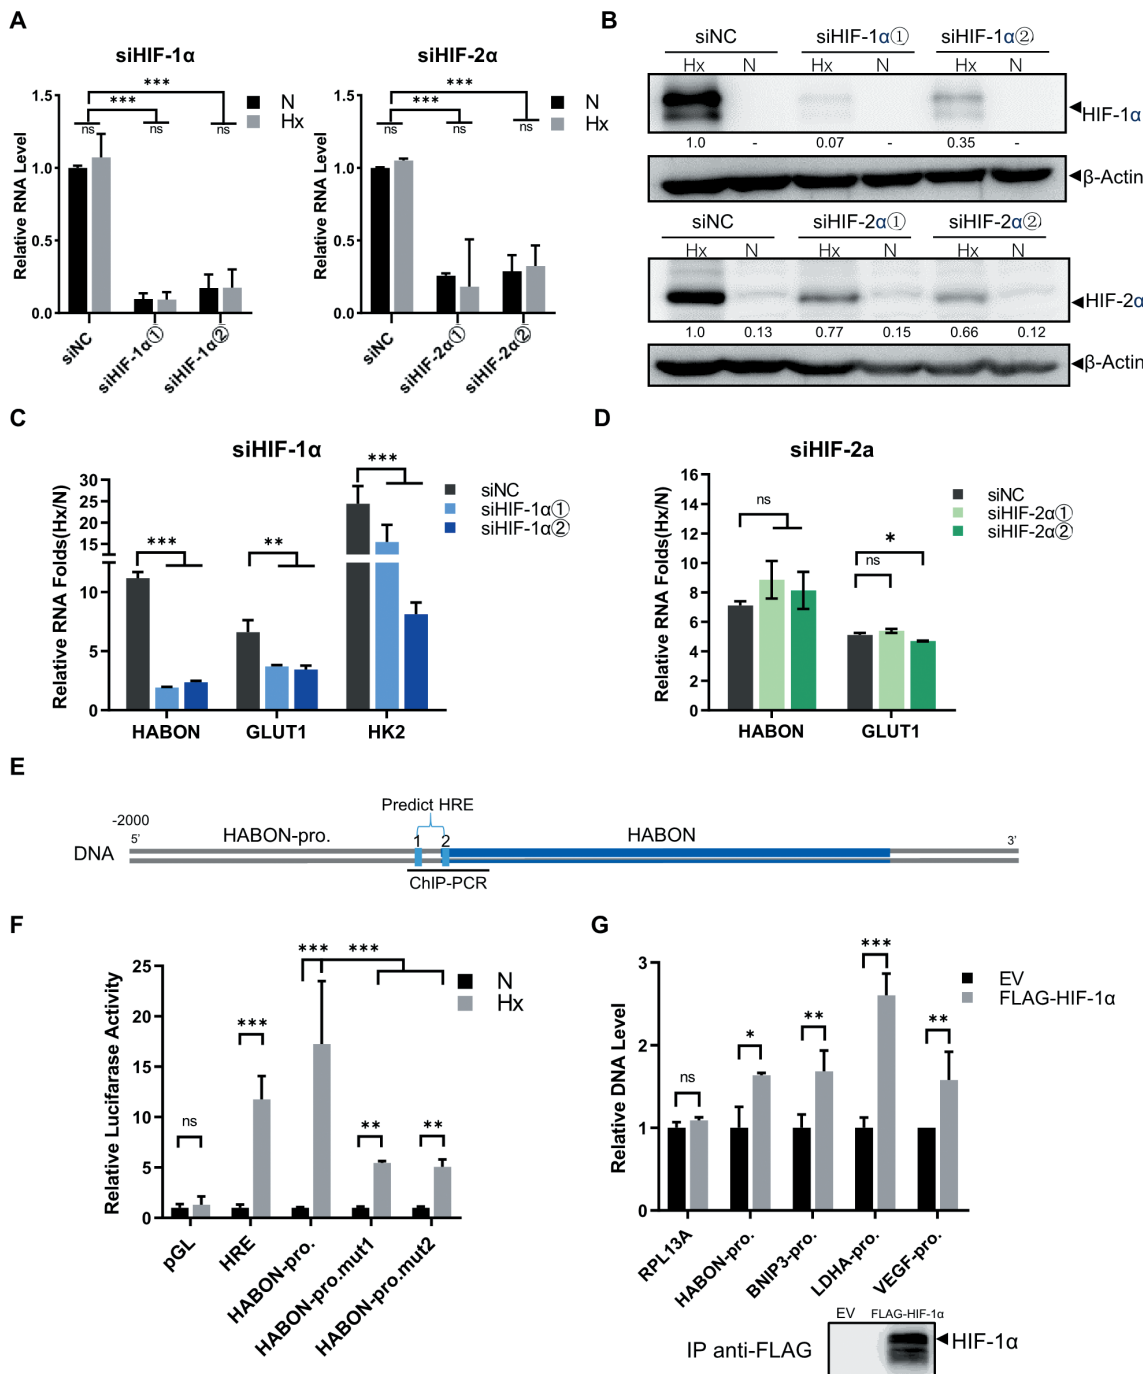 A
siHIF-1α
siHIF-2α
***
***
ns
ns
ns
N
Hx
Relative RNA Level
1.5
1.0
0.5
0.0
siNC
siHIF-1α①
siHIF-1α②
***
***
ns
ns
ns
N
Hx
Relative RNA Level
1.5
1.0
0.5
0.0
siNC
siHIF-2α①
siHIF-2α②
B
siNC siHIF-1α① siHIF-1α②
Hx N Hx N Hx N
HIF-1α
1.0 - 0.07 - 0.35 -
β-Actin
siNC siHIF-2α① siHIF-2α②
Hx N Hx N Hx N
HIF-2α
1.0 0.13 0.77 0.15 0.66 0.12
β-Actin
C
siHIF-1α
Relative RNA Folds(Hx/N)
30
25
20
15
10
5
0
***
**
***
siNC
siHIF-1α①
siHIF-1α②
HABON GLUT1 HK2
D
siHIF-2a
Relative RNA Folds(Hx/N)
16
14
12
10
8
6
4
2
0
ns
ns
*
siNC
siHIF-2α①
siHIF-2α②
HABON GLUT1
E
Predict HRE
-2000
5’ HABON-pro. 1 2 HABON 3’
DNA
ChIP-PCR
F
Relative Lucifarase Activity
25
20
15
10
5
0
ns
***
***
***
**
**
N
Hx
pGL
HRE
HABON-pro.
HABON-pro.mut1
HABON-pro.mut2
G
Relative DNA Level
3
2
1
0
ns
*
**
***
**
EV
FLAG-HIF-1α
RPL13A
HABON-pro.
BNIP3-pro.
LDHA-pro.
VEGF-pro.
EV FLAG-HIF-1α
IP anti-FLAG HIF-1α